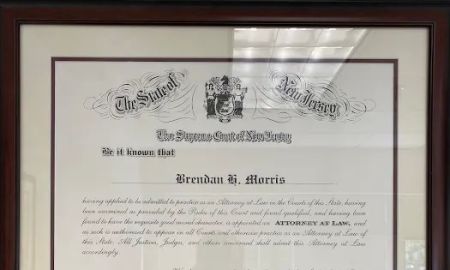 The State of New Jersey
The Supreme Court of New Jersey
Be it known that
Brendan H. Morris
having applied to be admitted to practice as an Attorney at Law in the Courts of this State, having
been examined as provided by the Rules of this Court and found qualified, and having been
found to have the requisite good moral character is appointed an ATTORNEY AT LAW, and
as such is authorized to appear in all Courts and otherwise practice as an Attorney at Law of
this State. All Justices, Judges, and others concerned shall admit this Attorney at Law
accordingly.